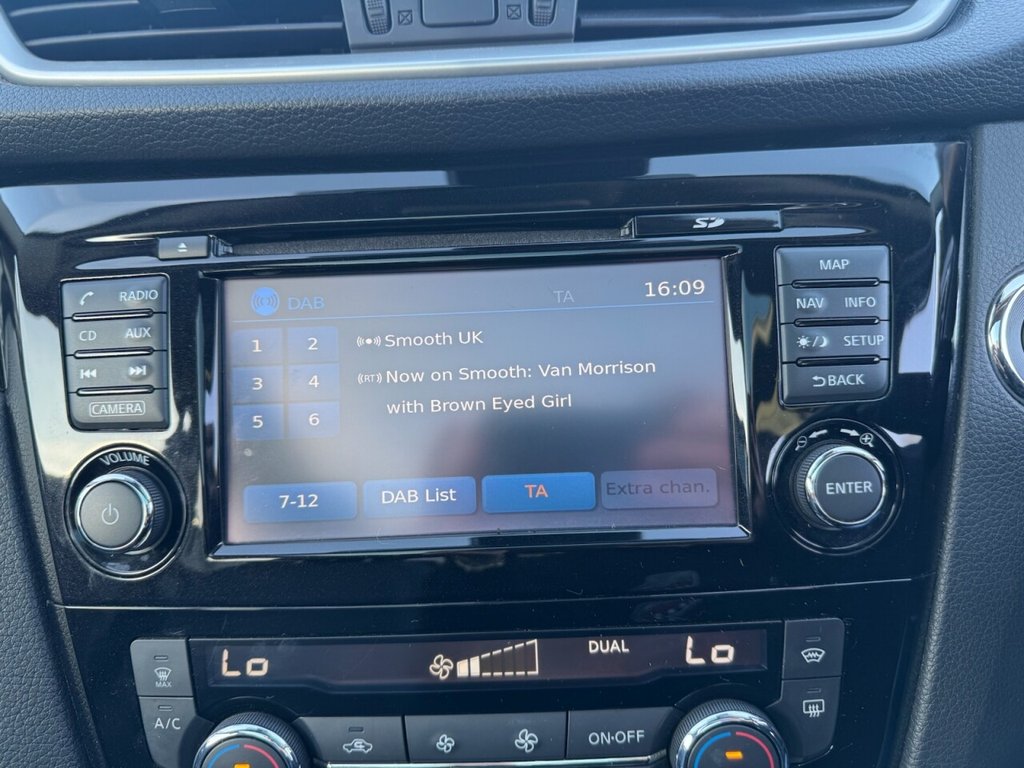 SD
RADIO
CD AUX
CAMERA
VOLUME
DAB TA 16:09
1 2
3 4
5 6
Smooth UK
(RT) Now on Smooth: Van Morrison
with Brown Eyed Girl
7-12 DAB List TA Extra chan.
MAP
NAV INFO
SETUP
BACK
ENTER
Lo DUAL Lo
MAX
A/C
ON·OFF